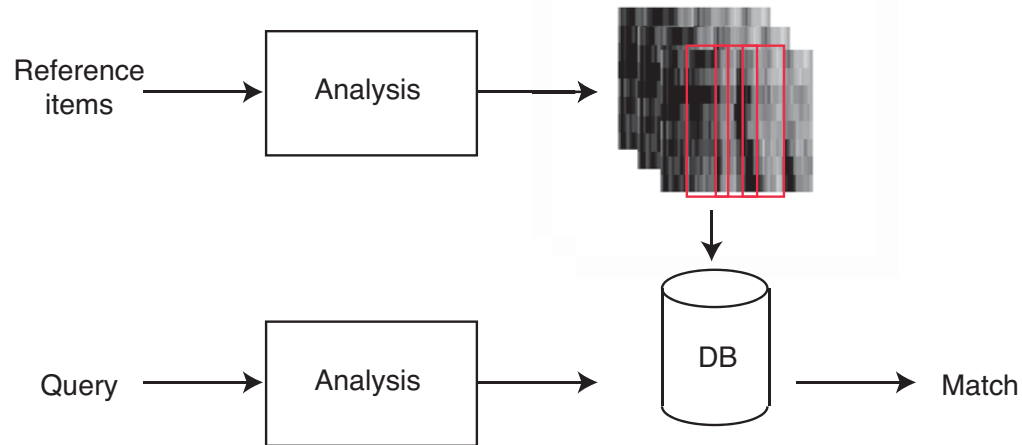 Reference
items
Analysis
Query
Analysis
DB
Match